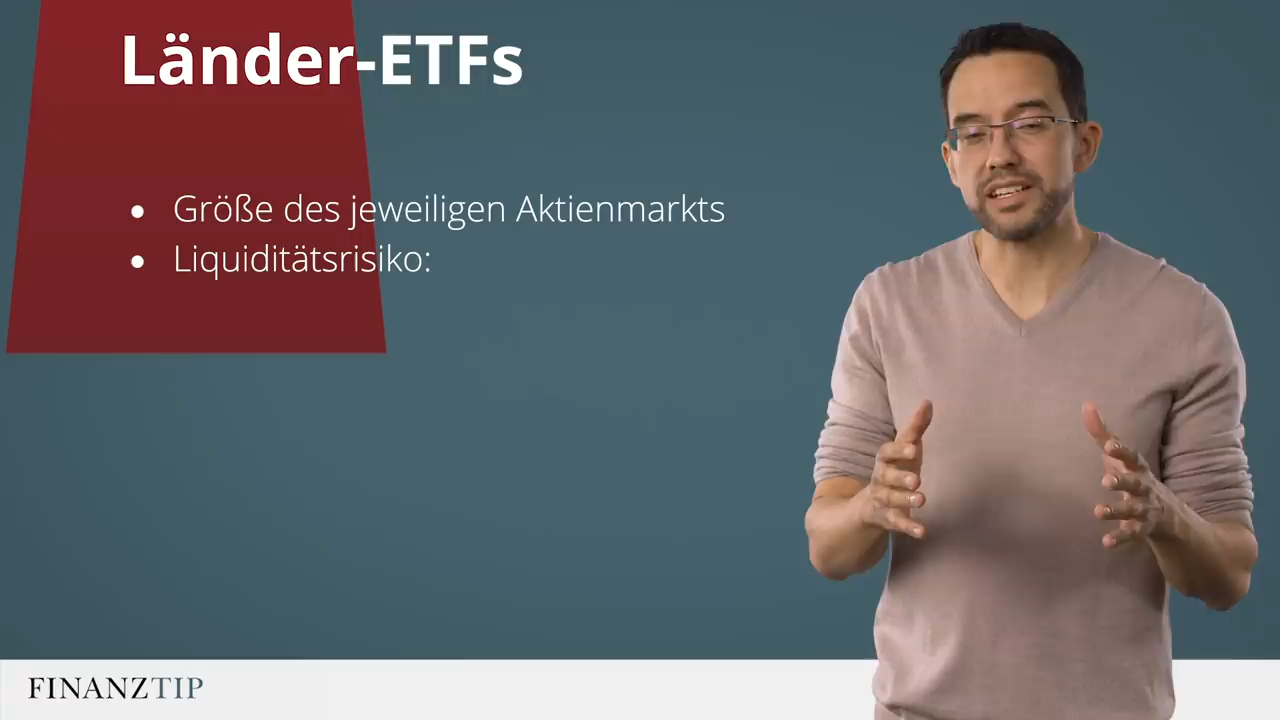 Länder-ETFs
• Größe des jeweiligen Aktienmarkts
• Liquiditätsrisiko:
FINANZTIP